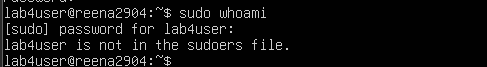 lab4user@reena2904:~$ sudo whoami
[sudo] password for lab4user:
lab4user is not in the sudoers file.
lab4user@reena2904:~$